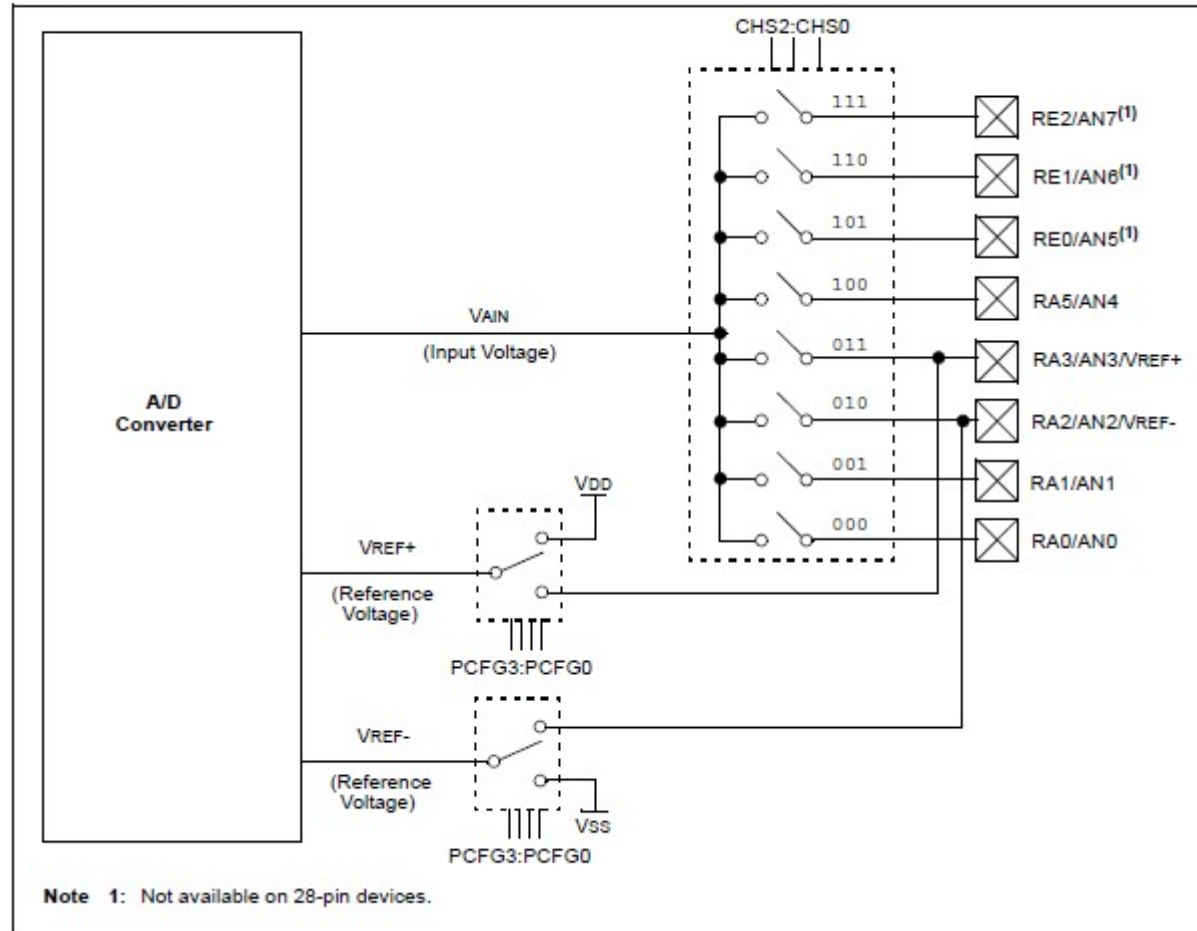 CHS2:CHS0
111
RE2/AN7(1)
110
RE1/AN6(1)
101
RE0/AN5(1)
100
RA5/AN4
VAIN
(Input Voltage)
011
RA3/AN3/VREF+
A/D
Converter
010
RA2/AN2/VREF-
001
RA1/AN1
VDD
000
RA0/AN0
VREF+
(Reference
Voltage)
PCFG3:PCFG0
VREF-
(Reference
Voltage)
VSS
PCFG3:PCFG0
Note 1: Not available on 28-pin devices.